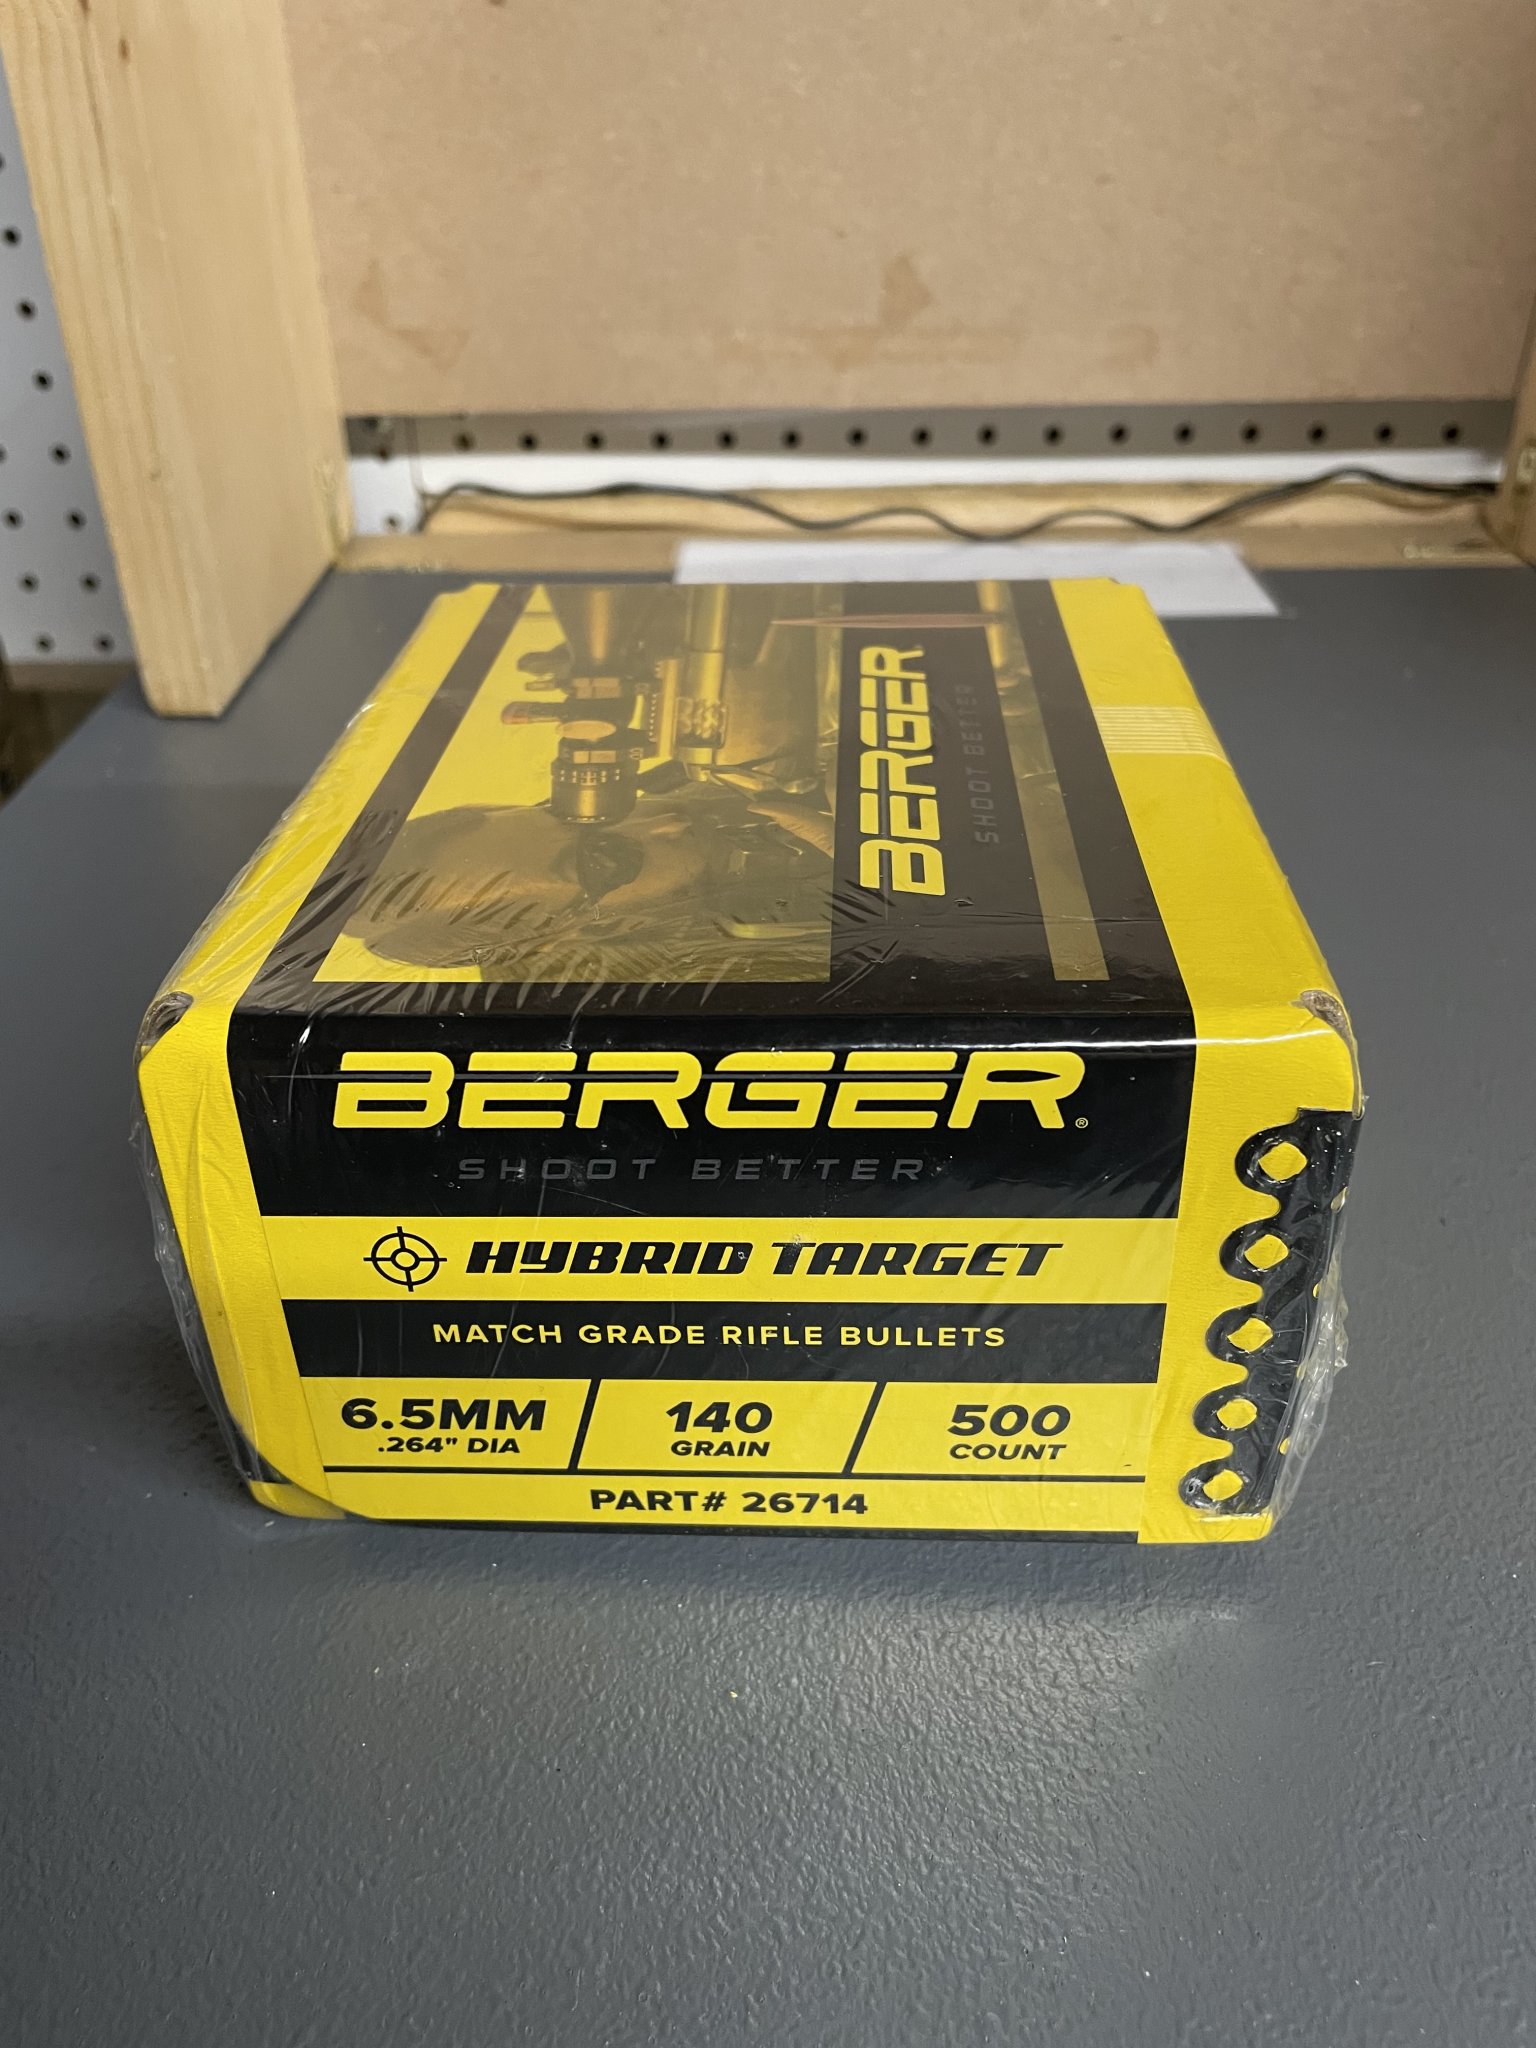 BERGER
SHOOT BETTER
BERGER®
SHOOT BETTER
HYBRID TARGET
MATCH GRADE RIFLE BULLETS
6.5MM 140 500
.264" DIA GRAIN COUNT
PART# 26714